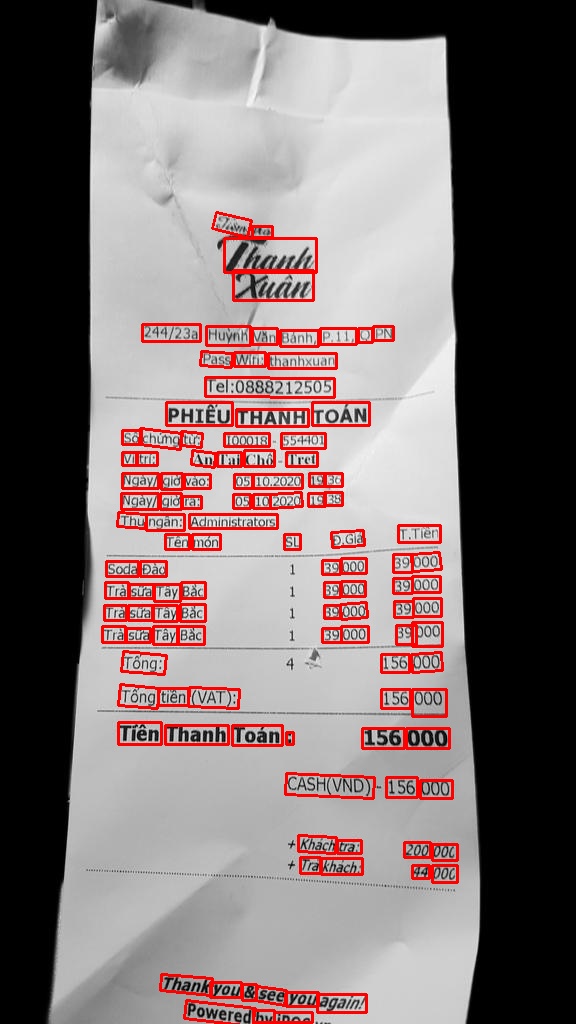 Tiệm trà
Thanh
Xuân
244/23a Huỳnh Văn Bánh, P.11, Q PN
Pass Wifi: thanhxuan
Tel:0888212505
PHIẾU THANH TOÁN
Số chứng từ: T00018 - 554401
Vị trí: Ăn Tại Chỗ - Tret
Ngày/ giờ vào: 05 10.2020 19:36
Ngày/ giờ ra: 05 10 2020 19:38
Thu ngân: Administrators
Tên món SL Đ.Giá T.Tiền
Soda Đào 1 39 000 39 000
Trà sữa Tây Bắc 1 39 000 39 000
Trà sữa Tây Bắc 1 39 000 39 000
Trà sữa Tây Bắc 1 39 000 39 000
Tổng: 4 156 000
Tổng tiền (VAT): 156 000
Tiền Thanh Toán : 156 000
CASH(VND) - 156 000
+ Khách trả: 200 000
+ Trả khách: 44 000
Thank you & see you again!
Powered by iPos